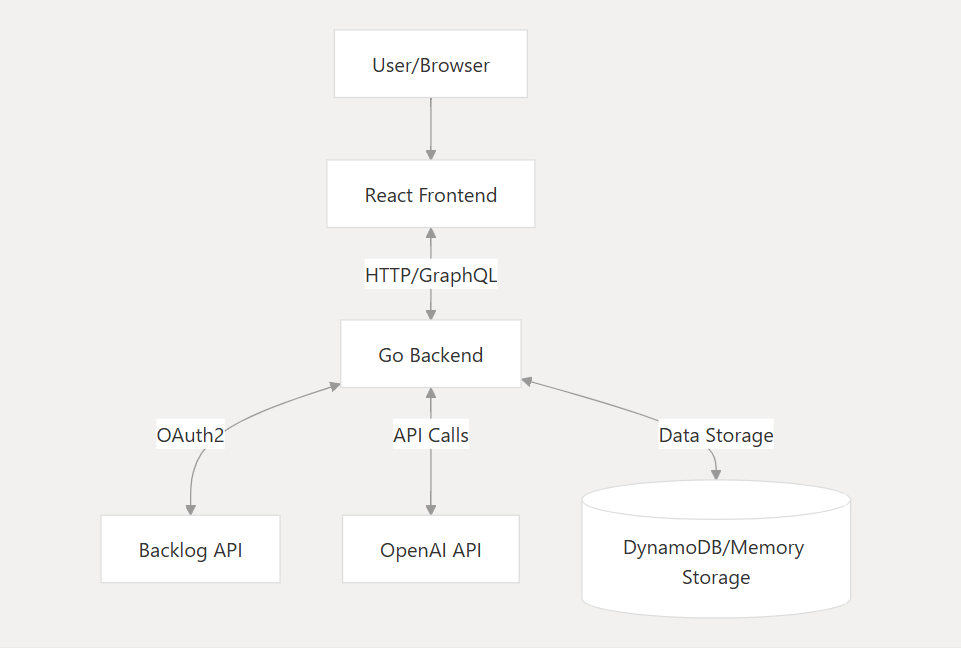 User/Browser
React Frontend
HTTP/GraphQL
Go Backend
OAuth2
API Calls
Data Storage
Backlog API
OpenAI API
DynamoDB/Memory
Storage